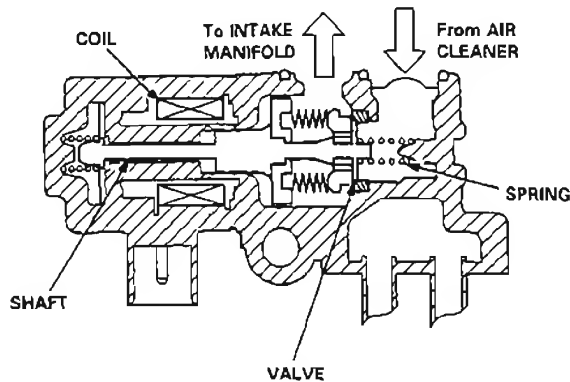 To INTAKE
MANIFOLD
From AIR
CLEANER
COIL
SPRING
SHAFT
VALVE